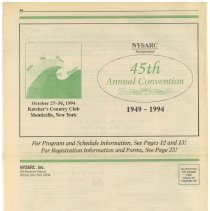 NYSARC
Incorporated
45th
Annual Convention
October 27-30, 1994
Kutsher's Country Club
Monticello, New York
1949 - 1994
For Program and Schedule Information, See Pages 12 and 13!
For Registration Information and Forms, See Page 23!
NYSARC, Inc.